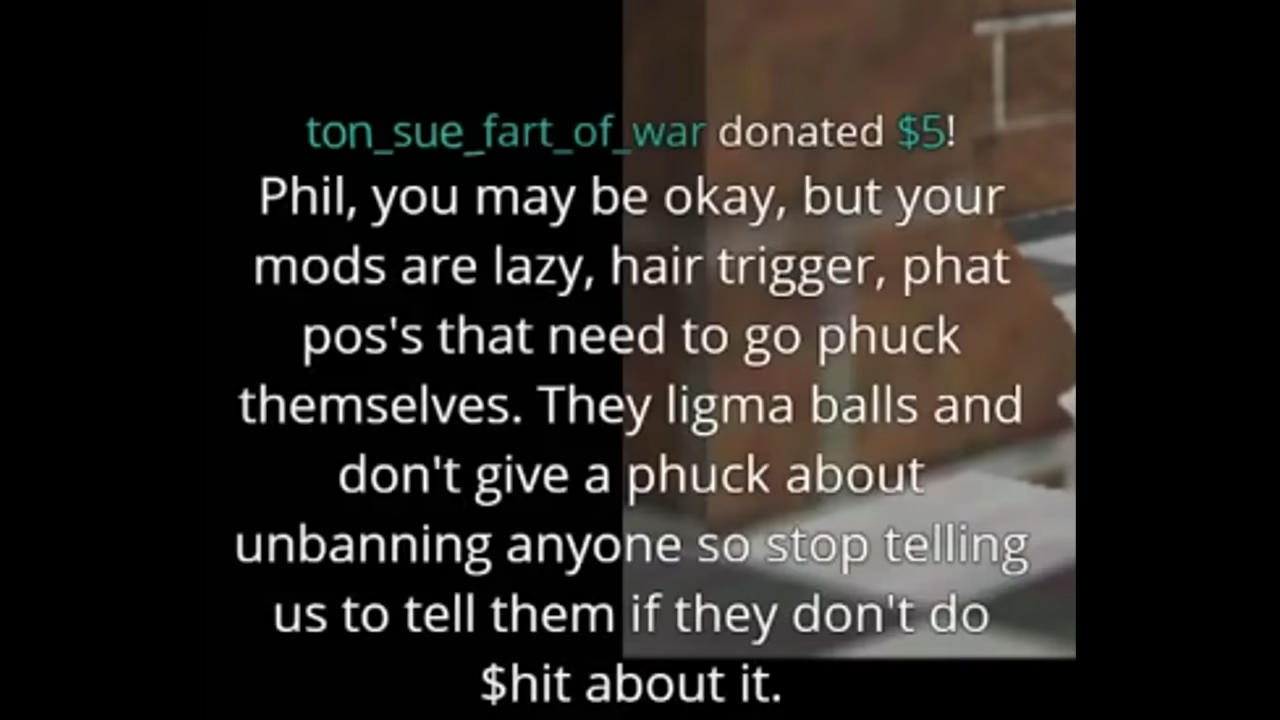 ton_sue_fart_of_war donated $5!
Phil, you may be okay, but your
mods are lazy, hair trigger, phat
pos's that need to go phuck
themselves. They ligma balls and
don't give a phuck about
unbanning anyone so stop telling
us to tell them if they don't do
$hit about it.